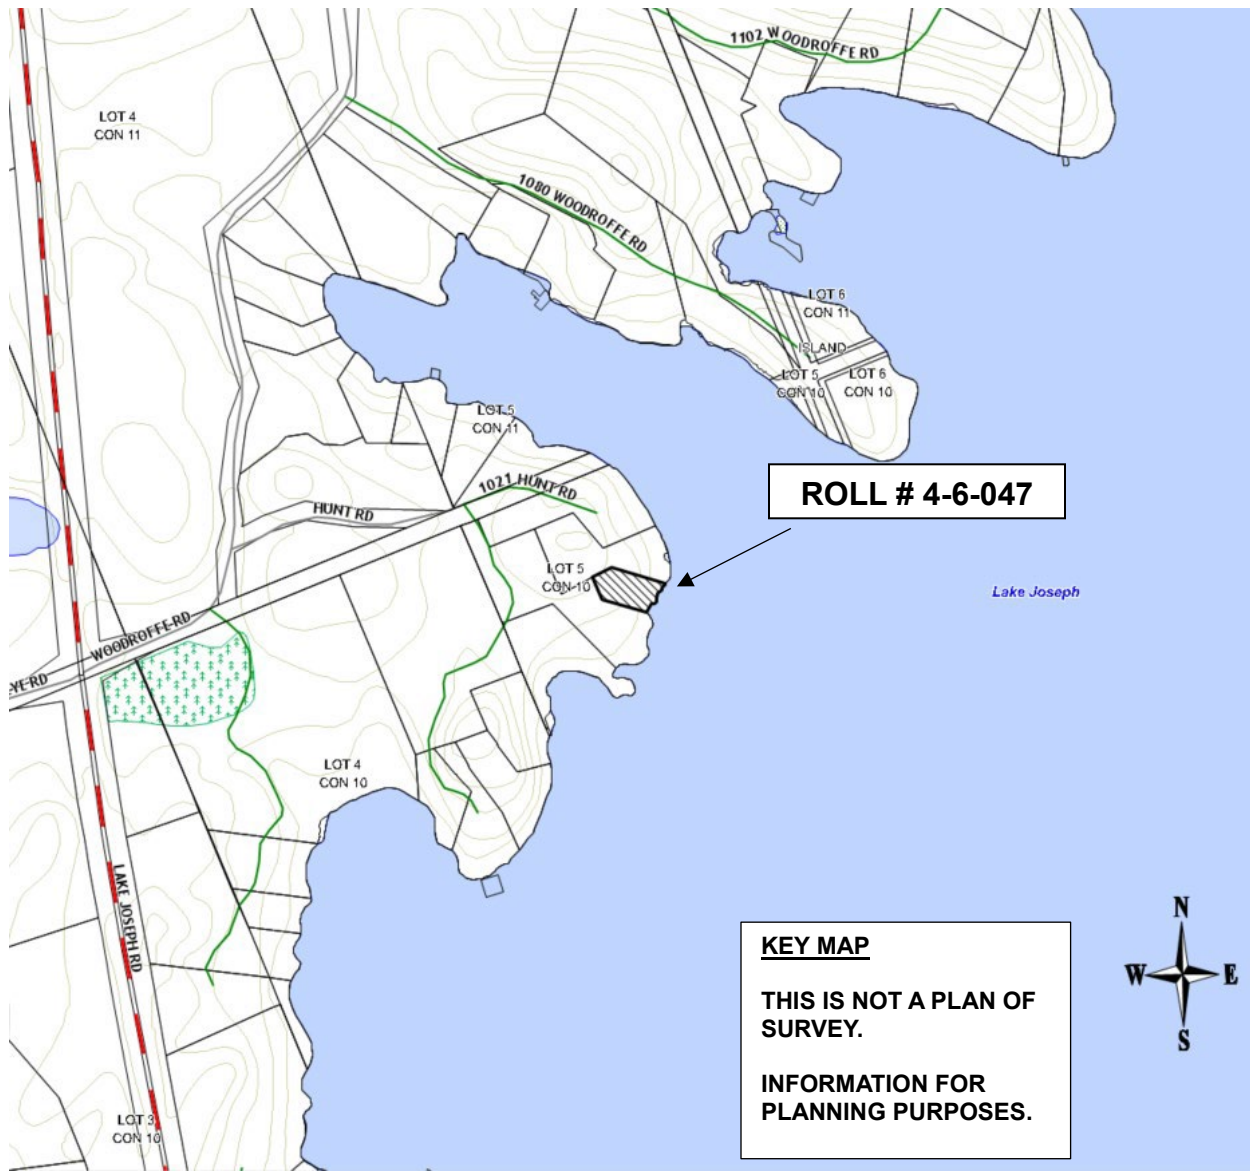 1102 WOODROFFE RD
LOT 4
CON 11
1080 WOODROFFE RD
LOT 6
CON 11
ISLAND
LOT 5
CON 10
LOT 6
CON 10
LOT 5
CON 11
1021 HUNT RD
ROLL # 4-6-047
HUNT RD
LOT 5
CON 10
Lake Joseph
WOODROFFE RD
YE RD
LOT 4
CON 10
LAKE JOSEPH RD
KEY MAP
THIS IS NOT A PLAN OF
SURVEY.
INFORMATION FOR
PLANNING PURPOSES.
N
W
E
S
LOT 3
CON 10